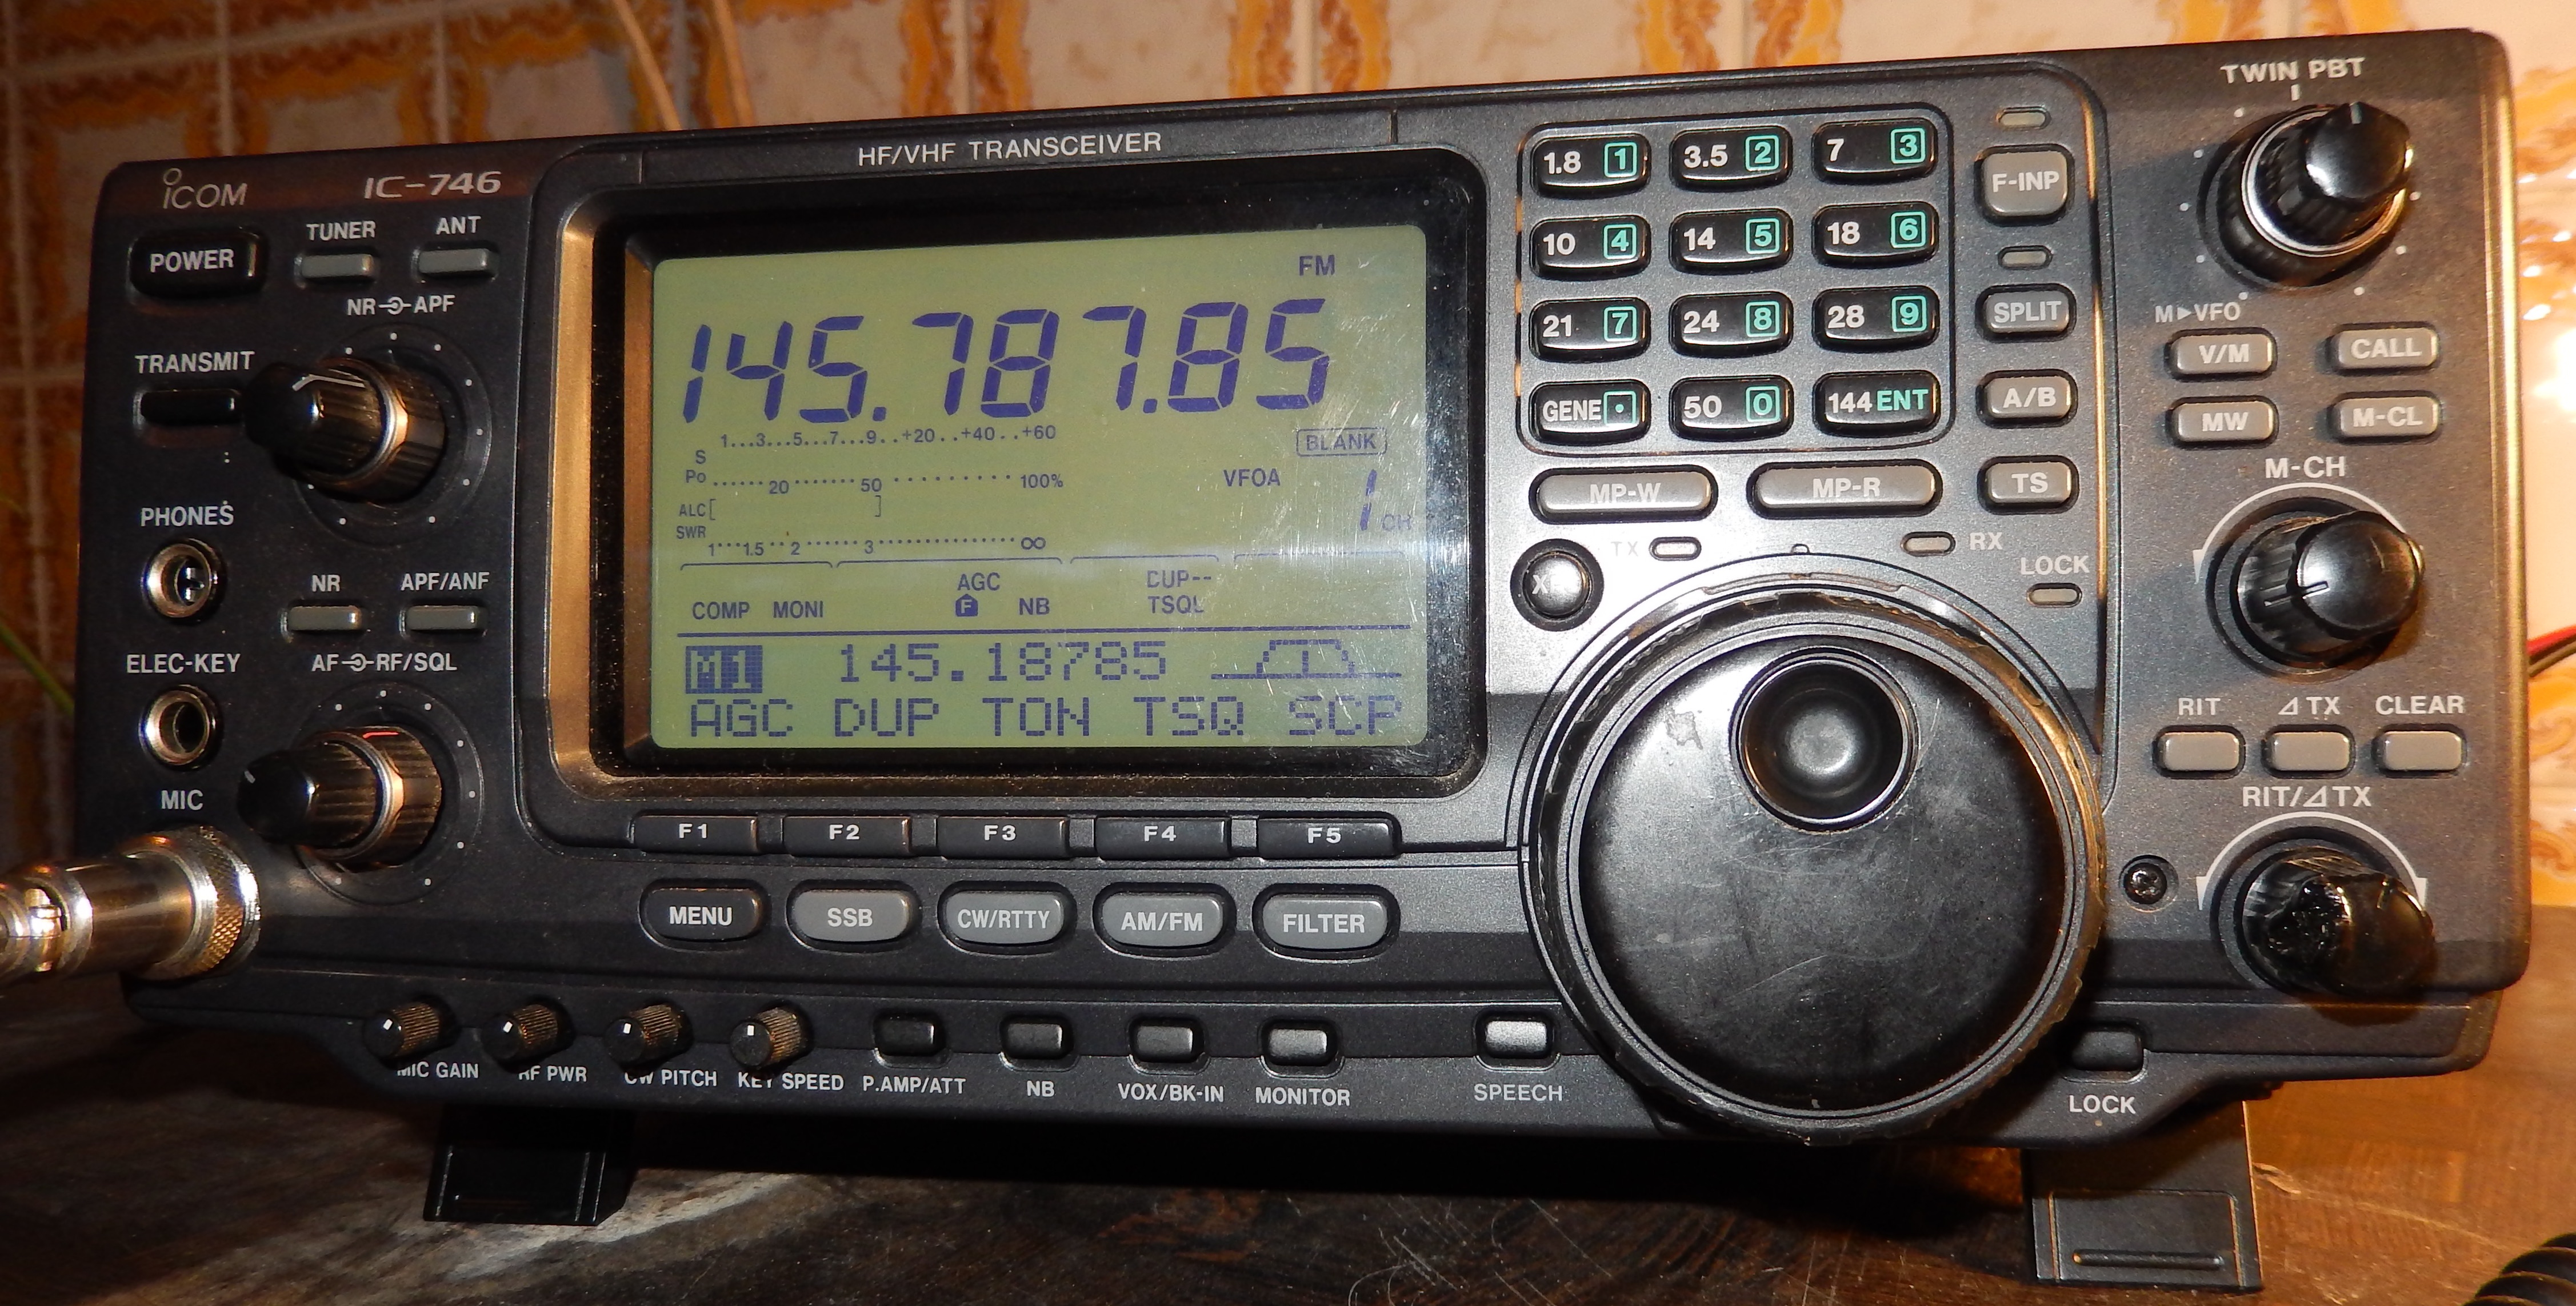 HF/VHF TRANSCEIVER
ICOM IC-746
POWER TUNER ANT
NR APF
TRANSMIT
PHONES
NR APF/ANF
ELEC-KEY AF RF/SQL
MIC
FM
145.787.85
S 1...3...5...7...9..+20..+40..+60
BLANK
Po 20 50 100%
VFOA
1 CH
ALC
SWR 1 1.5 2 3 ∞
AGC DUP--
COMP MONI F NB TSQL
M1 145.18785
AGC DUP TON TSQ SCP
F1 F2 F3 F4 F5
MENU SSB CW/RTTY AM/FM FILTER
MIC GAIN RF PWR CW PITCH KEY SPEED P.AMP/ATT NB VOX/BK-IN MONITOR SPEECH LOCK
1.8 1 3.5 2 7 3 F-INP
10 4 14 5 18 6
21 7 24 8 28 9 SPLIT
GENE . 50 0 144 ENT A/B
MP-W MP-R TS
TX RX
LOCK
TWIN PBT
M▶VFO
V/M CALL
MW M-CL
M-CH
RIT ⊿TX CLEAR
RIT/⊿TX